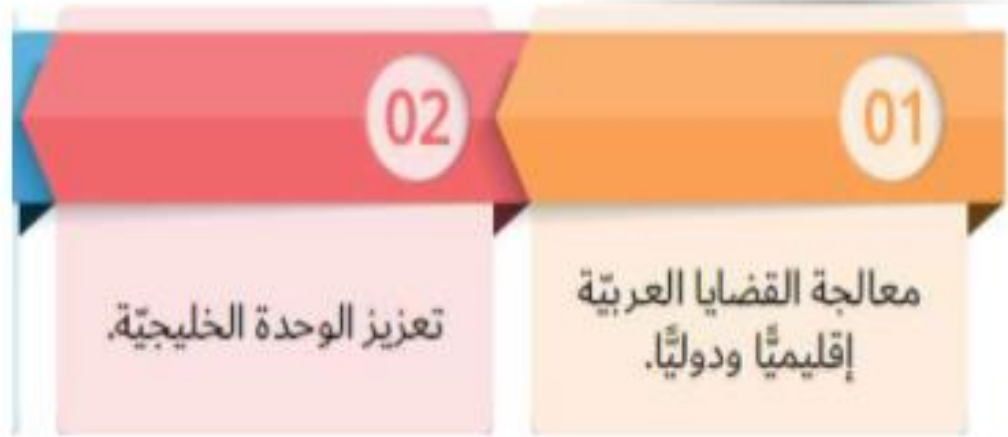 01
معالجة القضايا العربيّة
إقليميًّا ودوليًّا.
02
تعزيز الوحدة الخليجيّة.